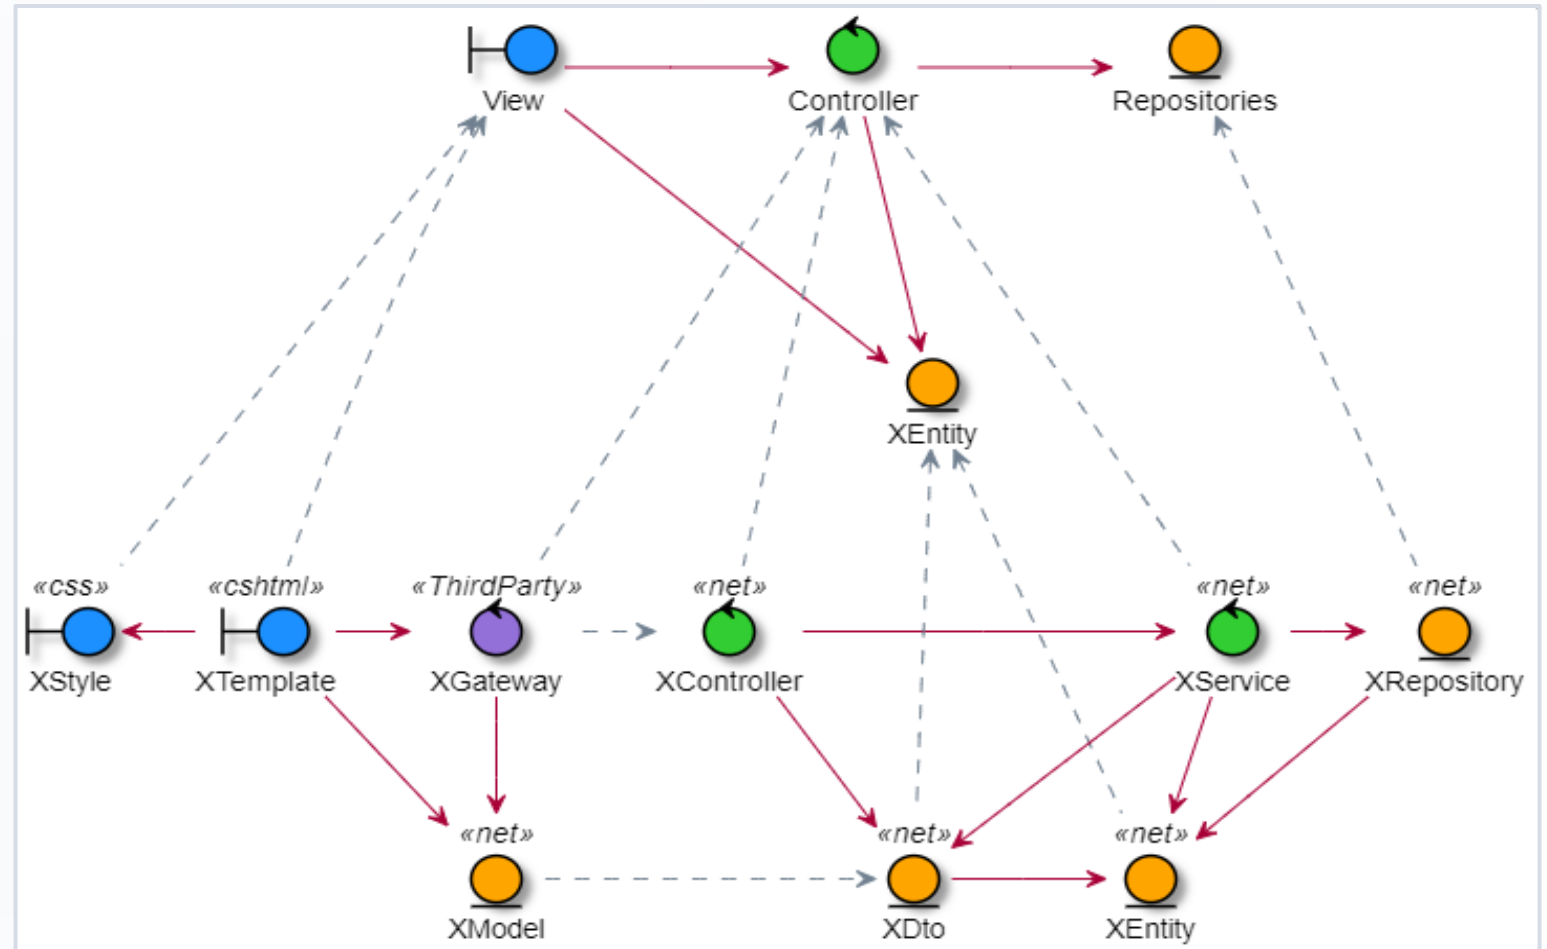 View
Controller
Repositories
XEntity
«css»
«cshtml»
«ThirdParty»
«net»
«net»
«net»
XStyle
XTemplate
XGateway
XController
XService
XRepository
«net»
«net»
«net»
XModel
XDto
XEntity